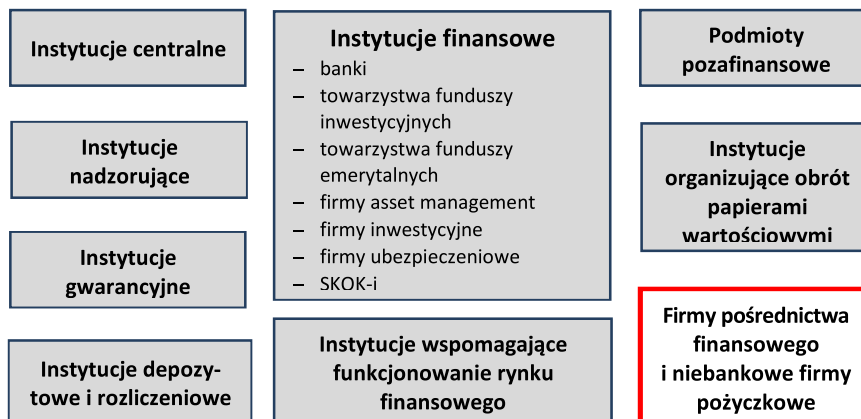 Instytucje centralne
Instytucje
nadzorujące
Instytucje
gwarancyjne
Instytucje depozy-
towe i rozliczeniowe
Instytucje finansowe
– banki
– towarzystwa funduszy
inwestycyjnych
– towarzystwa funduszy
emerytalnych
– firmy asset management
– firmy inwestycyjne
– firmy ubezpieczeniowe
– SKOK-i
Instytucje wspomagające
funkcjonowanie rynku
finansowego
Podmioty
pozafinansowe
Instytucje
organizujące obrót
papierami
wartościowymi
Firmy pośrednictwa
finansowego
i niebankowe firmy
pożyczkowe